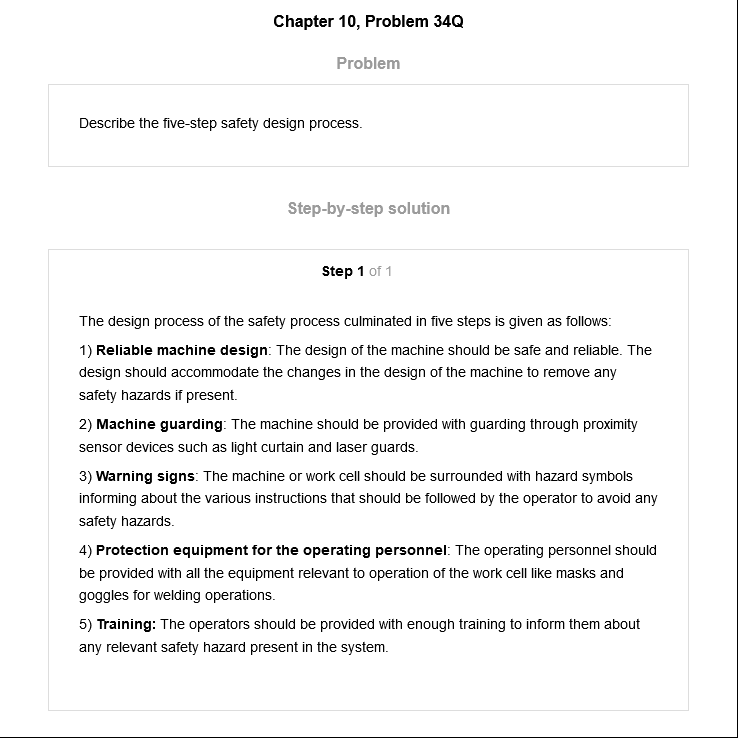 Chapter 10, Problem 34Q
Problem
Describe the five-step safety design process.
Step-by-step solution
Step 1 of 1
The design process of the safety process culminated in five steps is given as follows:
1) Reliable machine design: The design of the machine should be safe and reliable. The
design should accommodate the changes in the design of the machine to remove any
safety hazards if present.
2) Machine guarding: The machine should be provided with guarding through proximity
sensor devices such as light curtain and laser guards.
3) Warning signs: The machine or work cell should be surrounded with hazard symbols
informing about the various instructions that should be followed by the operator to avoid any
safety hazards.
4) Protection equipment for the operating personnel: The operating personnel should
be provided with all the equipment relevant to operation of the work cell like masks and
goggles for welding operations.
5) Training: The operators should be provided with enough training to inform them about
any relevant safety hazard present in the system.